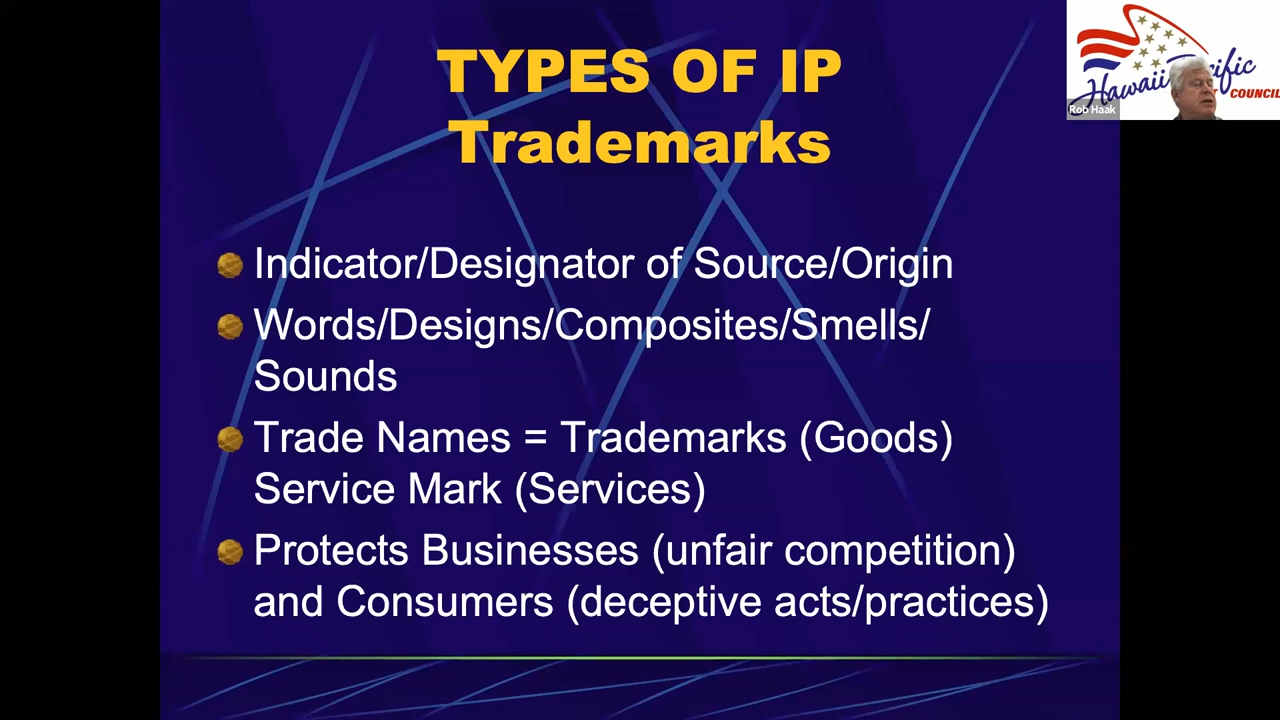 TYPES OF IP
Trademarks
Indicator/Designator of Source/Origin
Words/Designs/Composites/Smells/
Sounds
Trade Names = Trademarks (Goods)
Service Mark (Services)
Protects Businesses (unfair competition)
and Consumers (deceptive acts/practices)
Hawaii
COUNCIL
Rob Haak